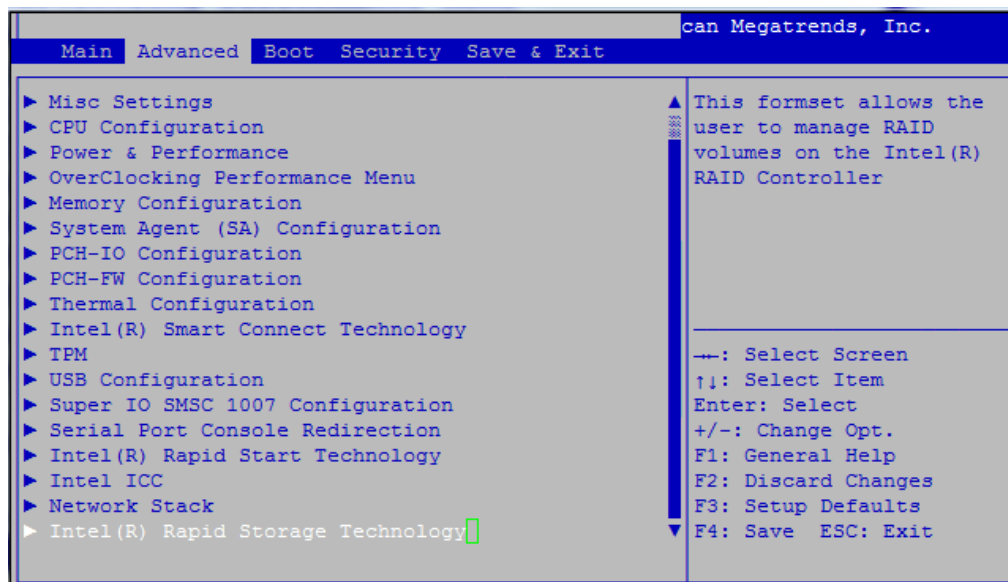 can Megatrends, Inc.
Main Advanced Boot Security Save & Exit
► Misc Settings
► CPU Configuration
► Power & Performance
► OverClocking Performance Menu
► Memory Configuration
► System Agent (SA) Configuration
► PCH-IO Configuration
► PCH-FW Configuration
► Thermal Configuration
► Intel(R) Smart Connect Technology
► TPM
► USB Configuration
► Super IO SMSC 1007 Configuration
► Serial Port Console Redirection
► Intel(R) Rapid Start Technology
► Intel ICC
► Network Stack
► Intel(R) Rapid Storage Technology
This formset allows the
user to manage RAID
volumes on the Intel(R)
RAID Controller
→←: Select Screen
↑↓: Select Item
Enter: Select
+/-: Change Opt.
F1: General Help
F2: Discard Changes
F3: Setup Defaults
F4: Save ESC: Exit